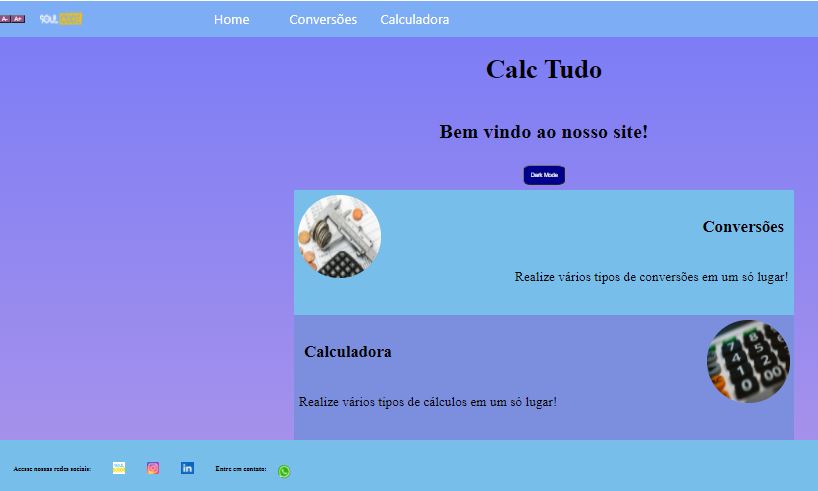 A- A+ SOUL CODE Home Conversões Calculadora
Calc Tudo
Bem vindo ao nosso site!
Dark Mode
Conversões
Realize vários tipos de conversões em um só lugar!
Calculadora
Realize vários tipos de cálculos em um só lugar!
Acesse nossas redes sociais: Entre em contato: